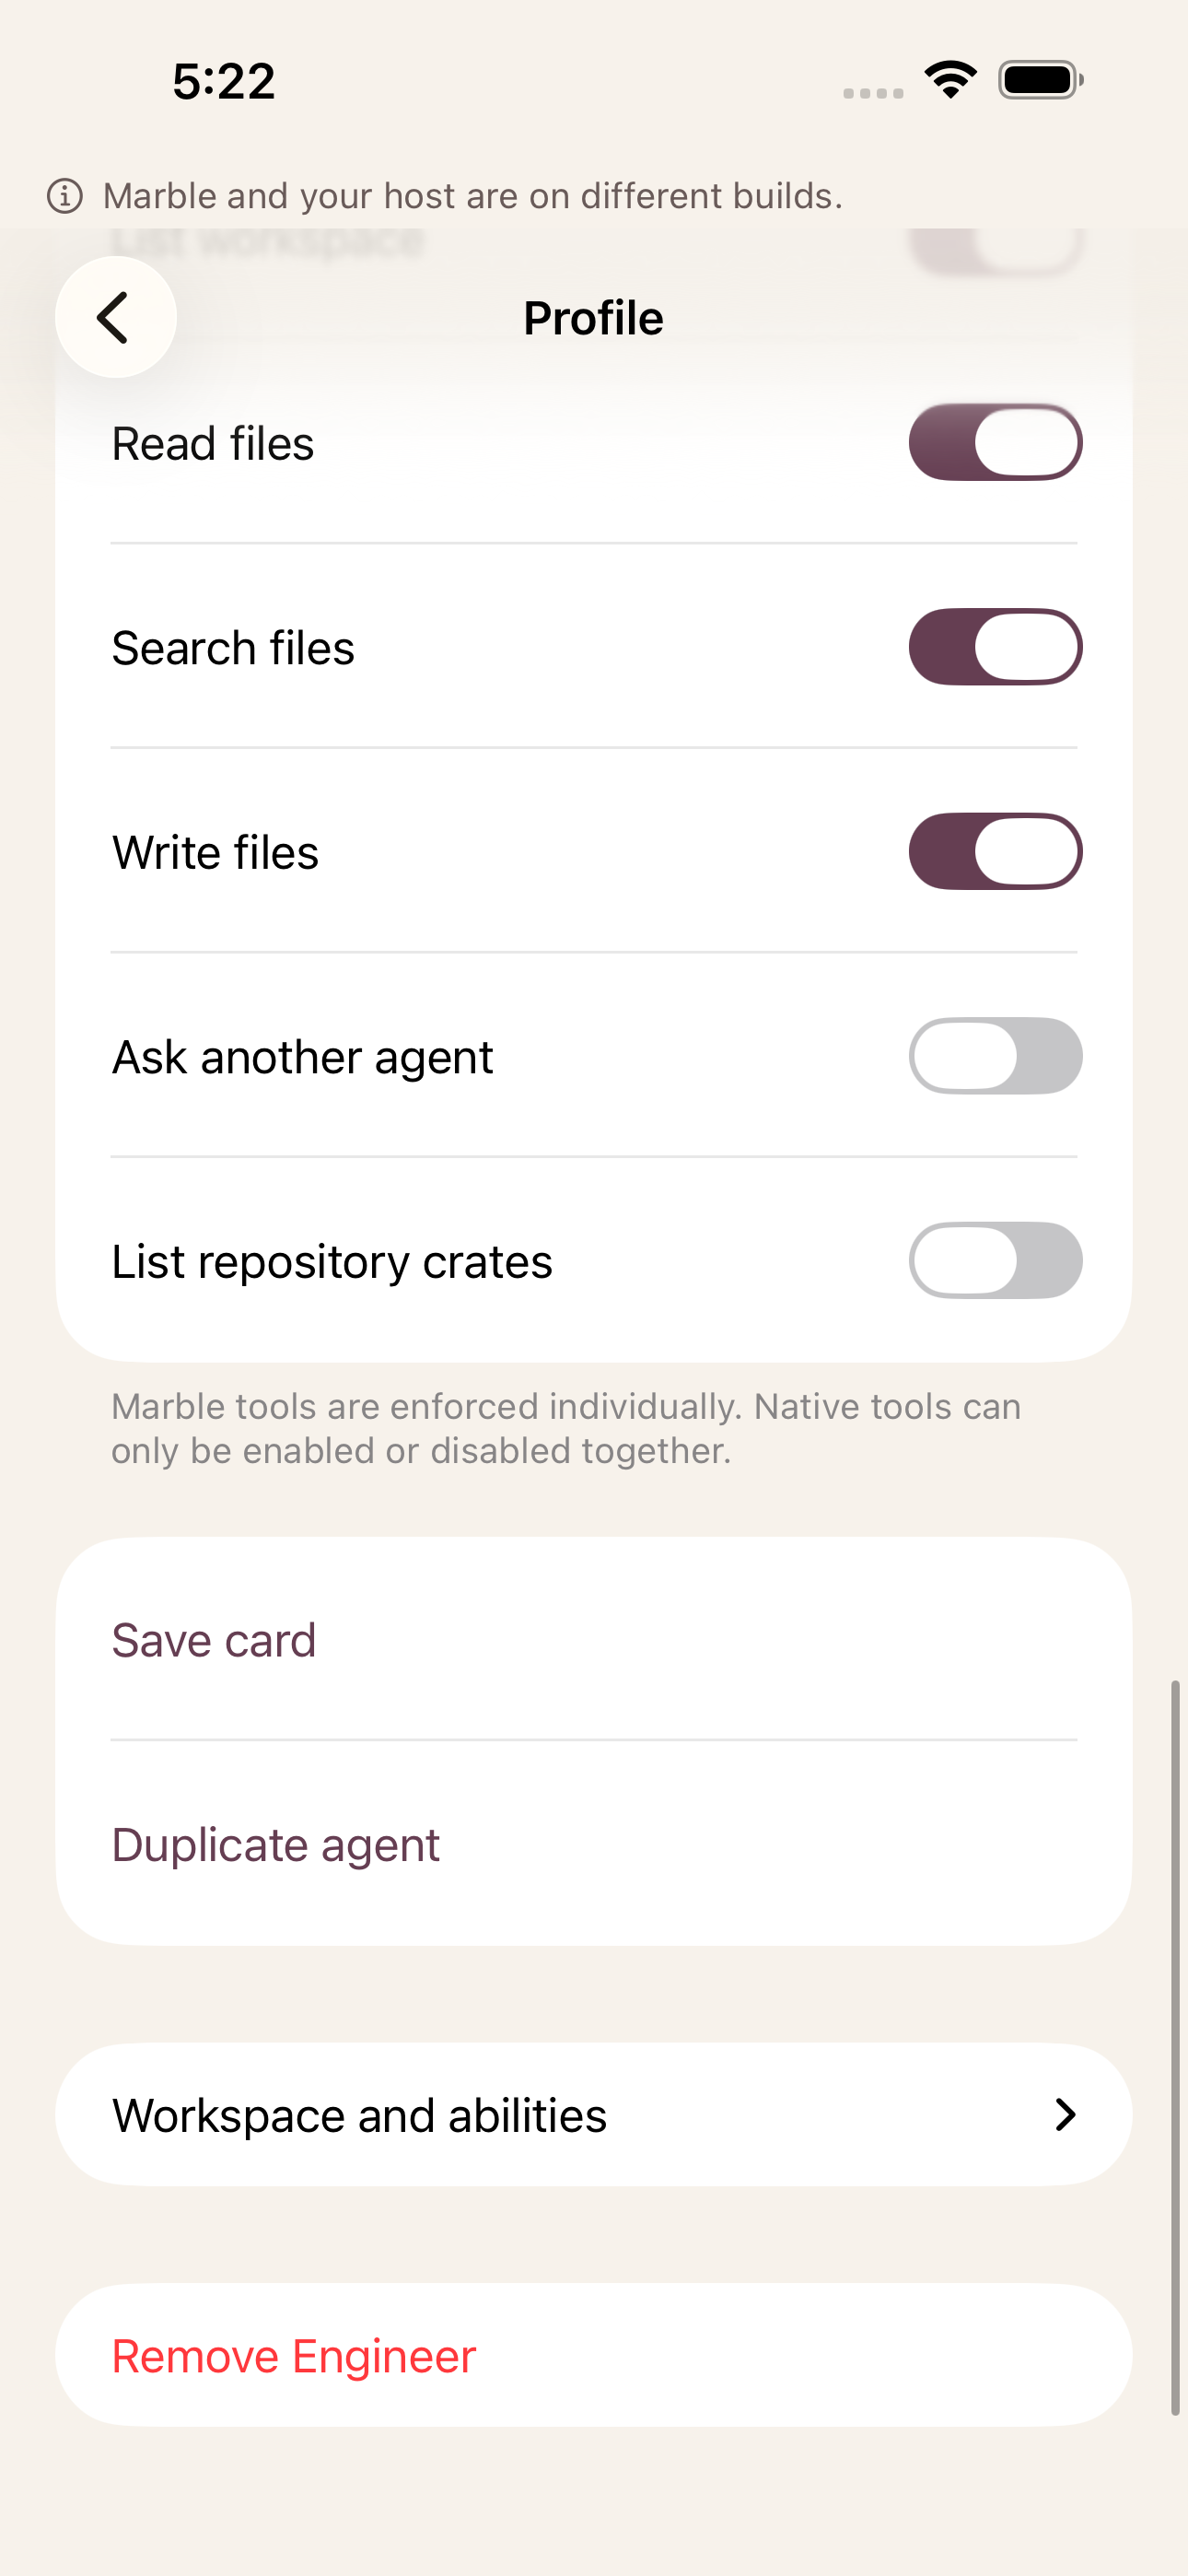 5:22
Marble and your host are on different builds.
List workspace
Profile
Read files
Search files
Write files
Ask another agent
List repository crates
Marble tools are enforced individually. Native tools can
only be enabled or disabled together.
Save card
Duplicate agent
Workspace and abilities
Remove Engineer